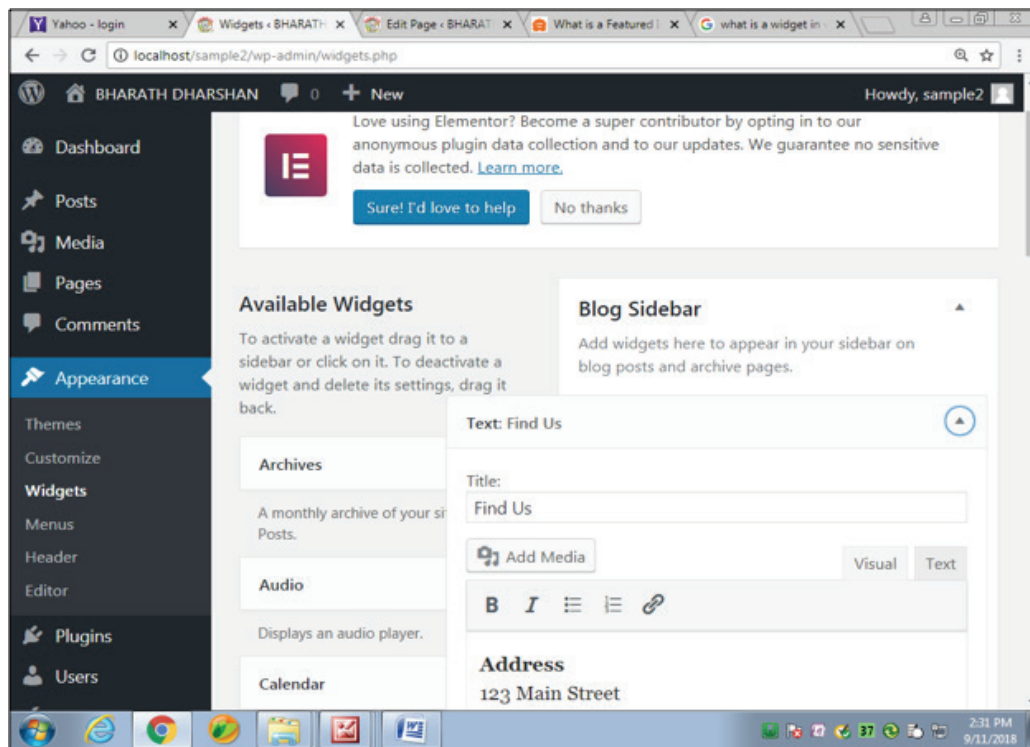 Yahoo - login
Widgets ‹ BHARATH
Edit Page ‹ BHARAT
What is a Featured I
what is a widget in
localhost/sample2/wp-admin/widgets.php
BHARATH DHARSHAN 0 + New
Howdy, sample2
Dashboard
Posts
Media
Pages
Comments
Appearance
Themes
Customize
Widgets
Menus
Header
Editor
Plugins
Users
Love using Elementor? Become a super contributor by opting in to our
anonymous plugin data collection and to our updates. We guarantee no sensitive
data is collected. Learn more.
Sure! I'd love to help
No thanks
Available Widgets
To activate a widget drag it to a
sidebar or click on it. To deactivate a
widget and delete its settings, drag it
back.
Archives
A monthly archive of your si
Posts.
Audio
Displays an audio player.
Calendar
Blog Sidebar
Add widgets here to appear in your sidebar on
blog posts and archive pages.
Text: Find Us
Title:
Find Us
Add Media
Visual Text
B I
Address
123 Main Street
37
2:31 PM
9/11/2018